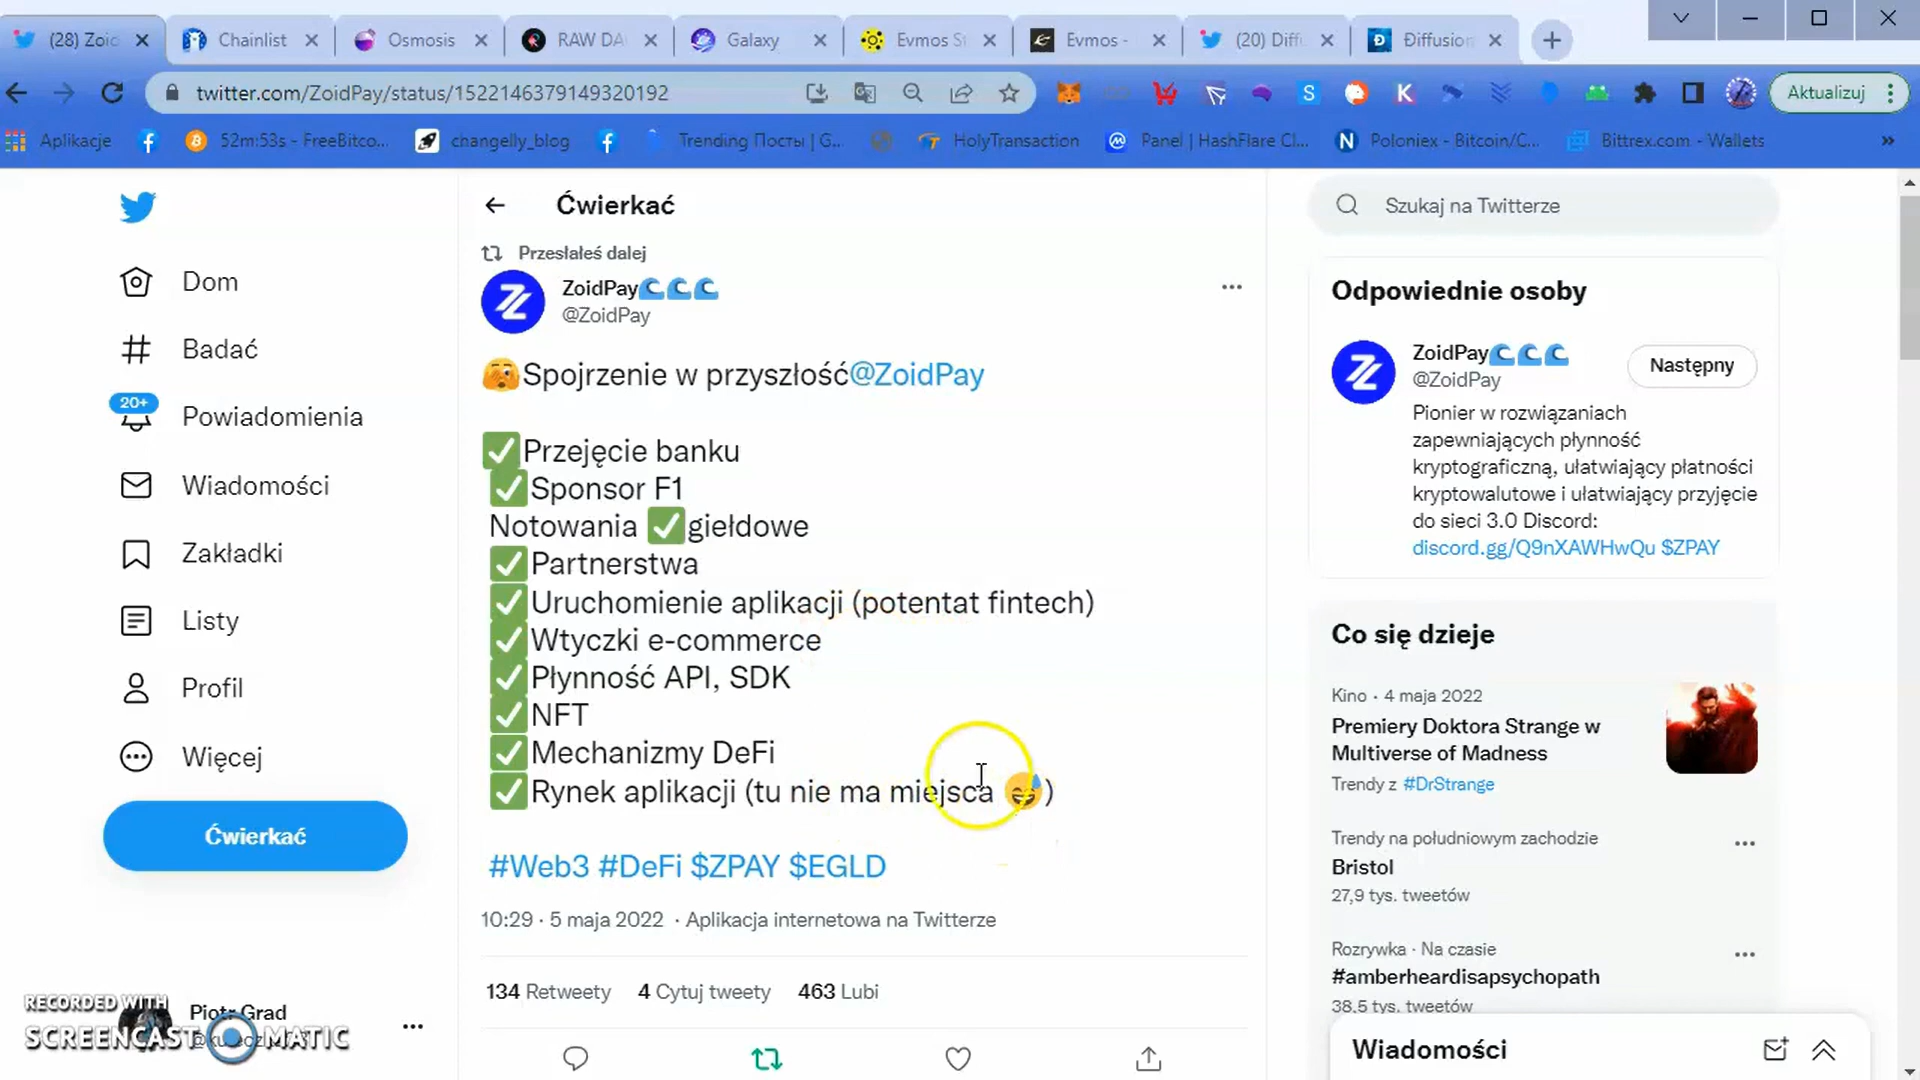 (28) Zoid
Chainlist
Osmosis
RAW DA
Galaxy
Evmos St
Evmos -
(20) Diffu
Diffusion
twitter.com/ZoidPay/status/1522146379149320192
Aktualizuj
Aplikacje
52m:53s - FreeBitco...
changelly_blog
Trending Посты | G...
HolyTransaction
Panel | HashFlare Cl...
Poloniex - Bitcoin/C...
Bittrex.com - Wallets
Dom
Badać
20+
Powiadomienia
Wiadomości
Zakładki
Listy
Profil
Więcej
Ćwierkać
Piotr Grad
RECORDED WITH
SCREENCAST MATIC
Ćwierkać
Przesłałeś dalej
ZoidPay🌊🌊🌊
@ZoidPay
🫣Spojrzenie w przyszłość@ZoidPay
✅Przejęcie banku
✅Sponsor F1
Notowania ✅giełdowe
✅Partnerstwa
✅Uruchomienie aplikacji (potentat fintech)
✅Wtyczki e-commerce
✅Płynność API, SDK
✅NFT
✅Mechanizmy DeFi
✅Rynek aplikacji (tu nie ma miejsca 😅)
#Web3 #DeFi $ZPAY $EGLD
10:29 · 5 maja 2022 · Aplikacja internetowa na Twitterze
134 Retweety 4 Cytuj tweety 463 Lubi
Szukaj na Twitterze
Odpowiednie osoby
ZoidPay🌊🌊🌊
@ZoidPay
Następny
Pionier w rozwiązaniach
zapewniających płynność
kryptograficzną, ułatwiający płatności
kryptowalutowe i ułatwiający przyjęcie
do sieci 3.0 Discord:
discord.gg/Q9nXAWHwQu $ZPAY
Co się dzieje
Kino · 4 maja 2022
Premiery Doktora Strange w
Multiverse of Madness
Trendy z #DrStrange
Trendy na południowym zachodzie
Bristol
27,9 tys. tweetów
Rozrywka · Na czasie
#amberheardisapsychopath
38,5 tys. tweetów
Wiadomości